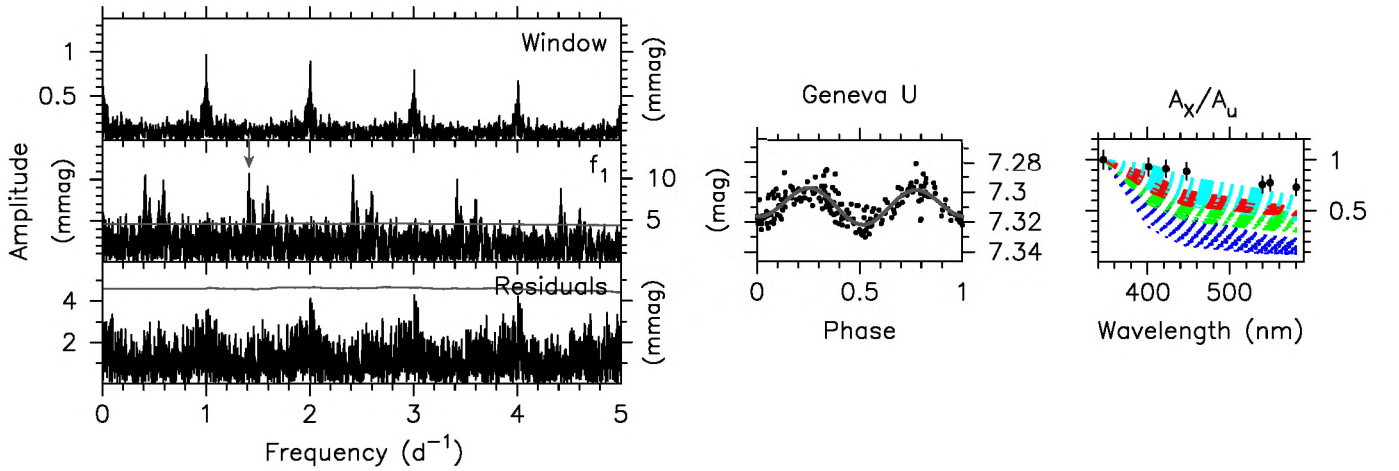 Window
1
0.5
(mmag)
Amplitude
(mmag)
f1
10
5
Residuals
4
2
(mmag)
0 1 2 3 4 5
Frequency (d−1)
Geneva U
(mag)
7.28
7.3
7.32
7.34
0 0.5 1
Phase
Ax/Au
1
0.5
400 500
Wavelength (nm)